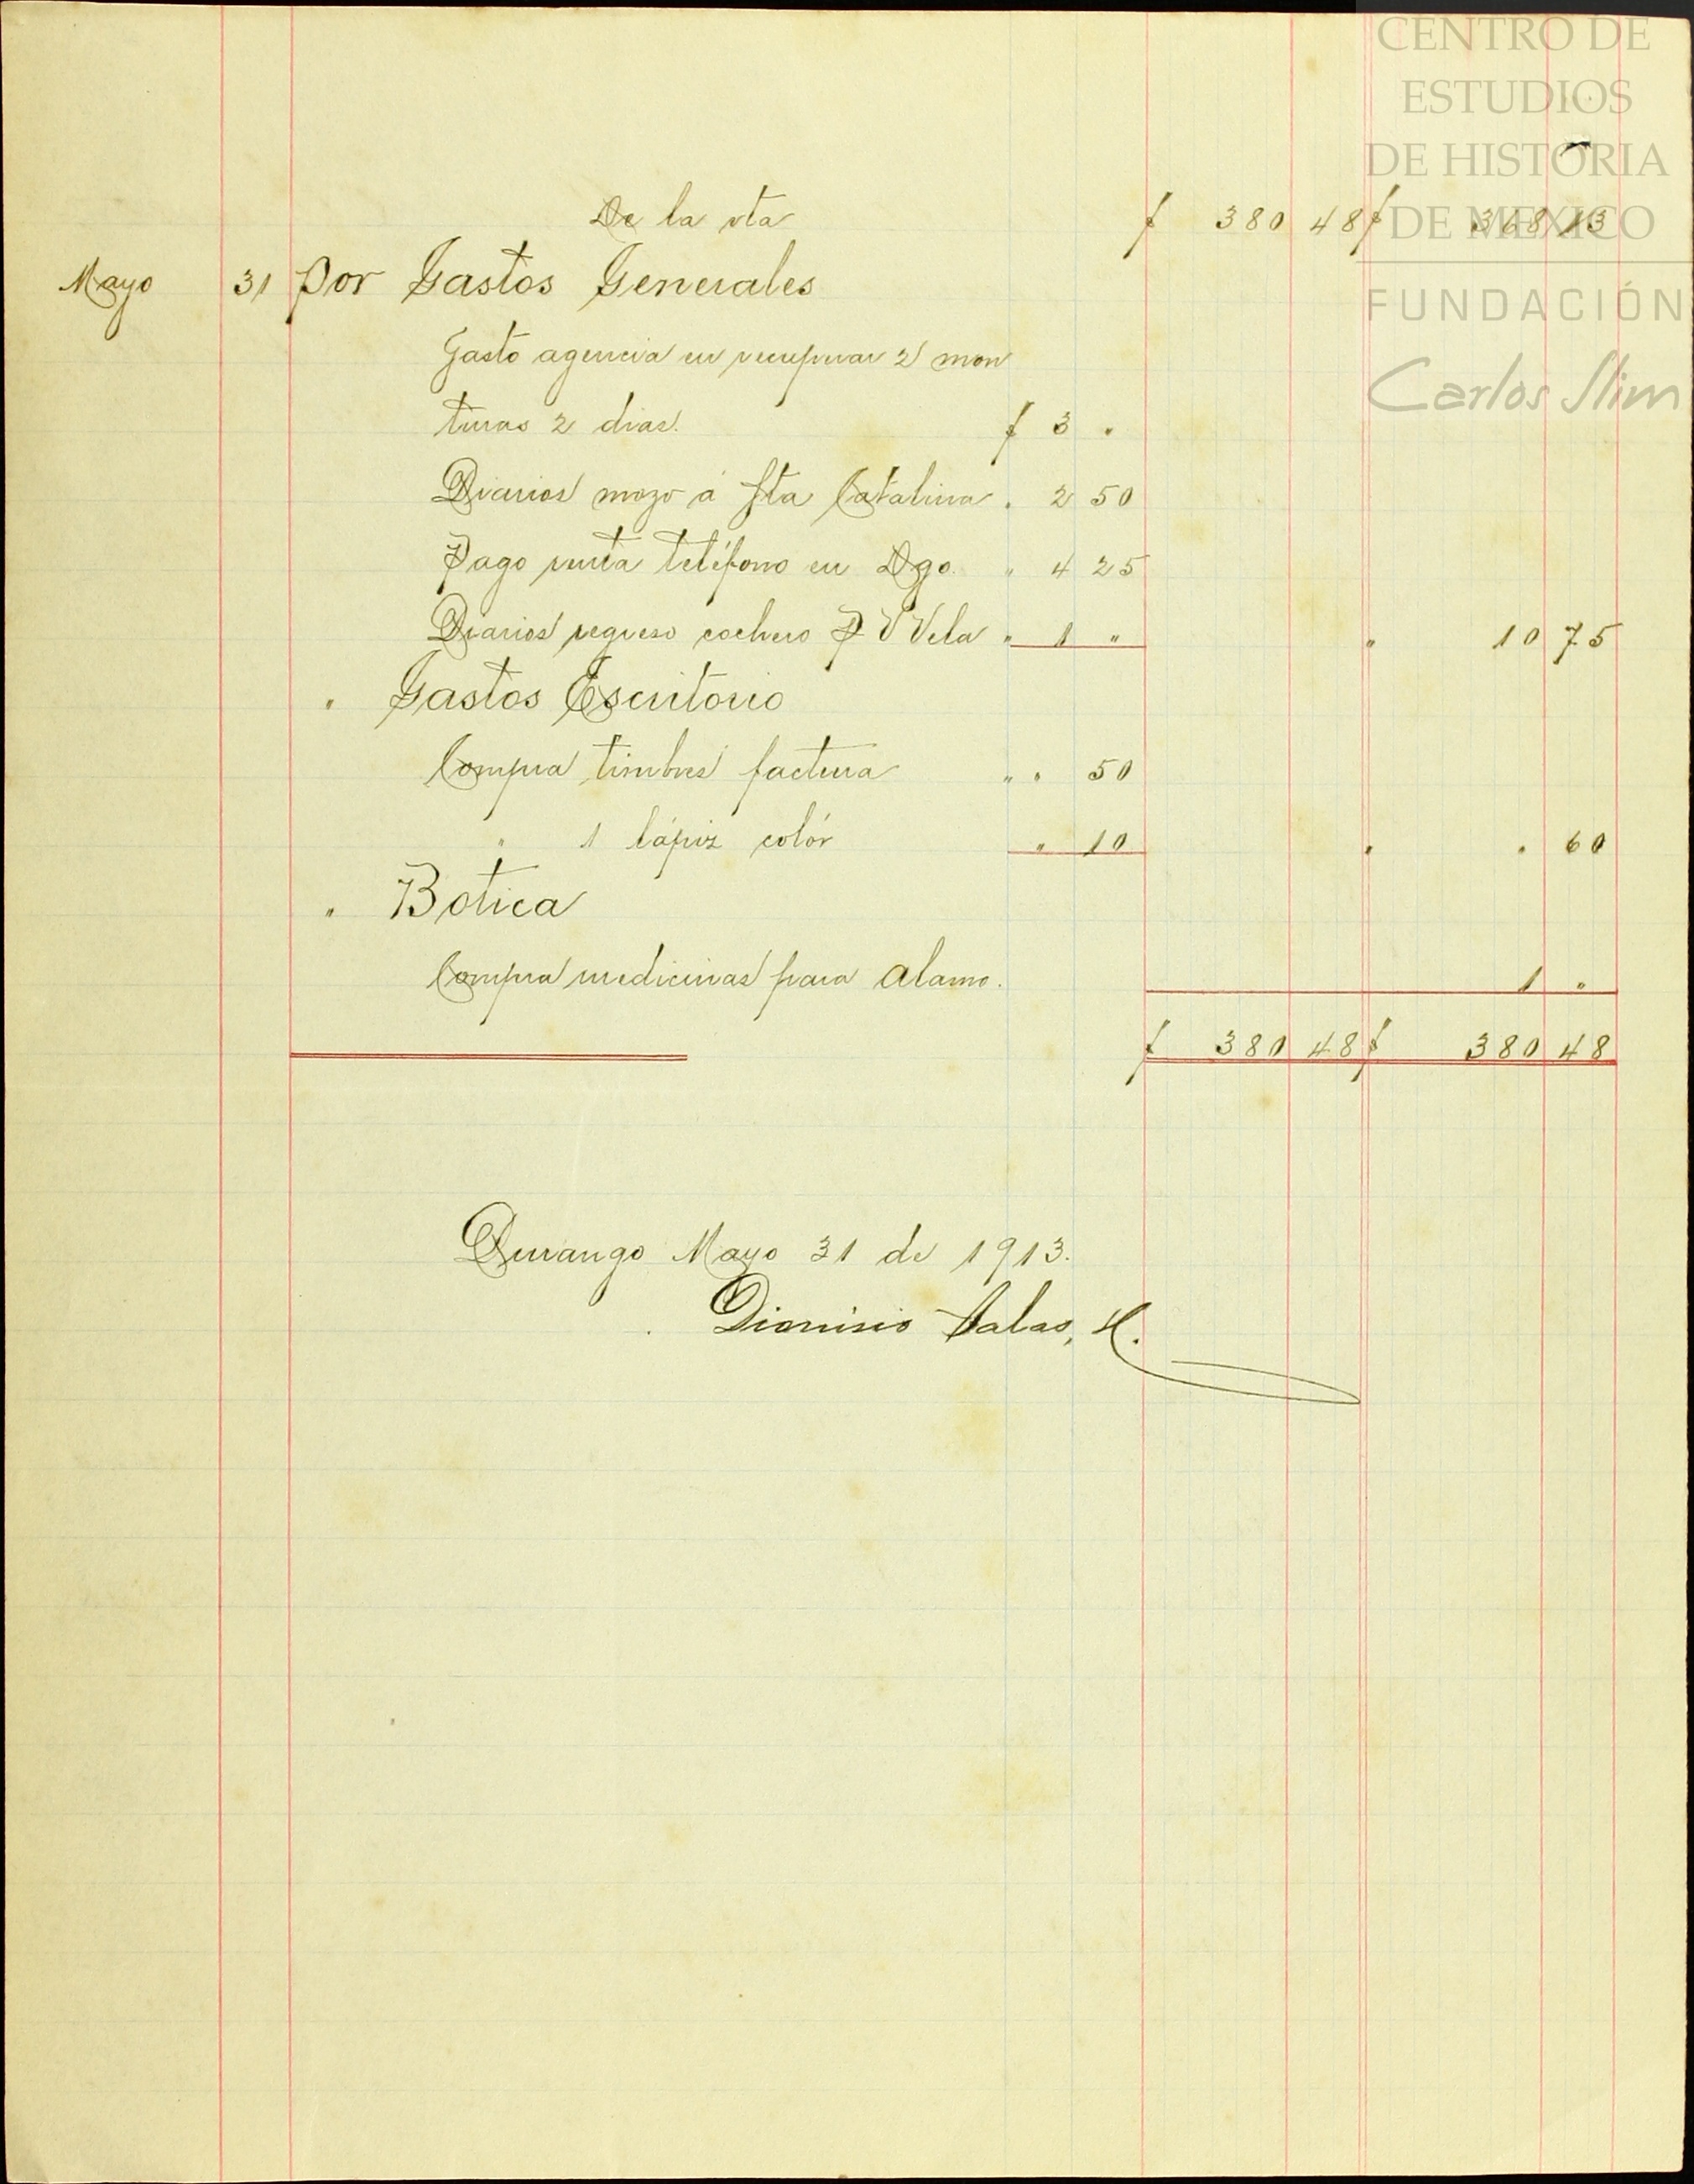 CENTRO DE
ESTUDIOS
DE HISTORIA
DE MEXICO
FUNDACIÓN
Carlos Slim
De la vta $ 380 48 $ 368 13
Mayo 31 Por Gastos Generales
Gasto agencia en recuperar 2 mon
turas 2 dias. $ 3 "
Diarios mozo á Sta Catalina " 2 50
Pago renta teléfono en Dgo. " 4 25
Diarios regreso cochero P V Vela " 1 " " 10 75
" Gastos Escritorio
Compra timbres factura " " 50
" 1 lápiz colór " 10 " " 60
" Botica
Compra medicinas para Alamo. 1 "
$ 380 48 $ 380 48
Durango Mayo 31 de 1913.
Dionisio Salas, H.